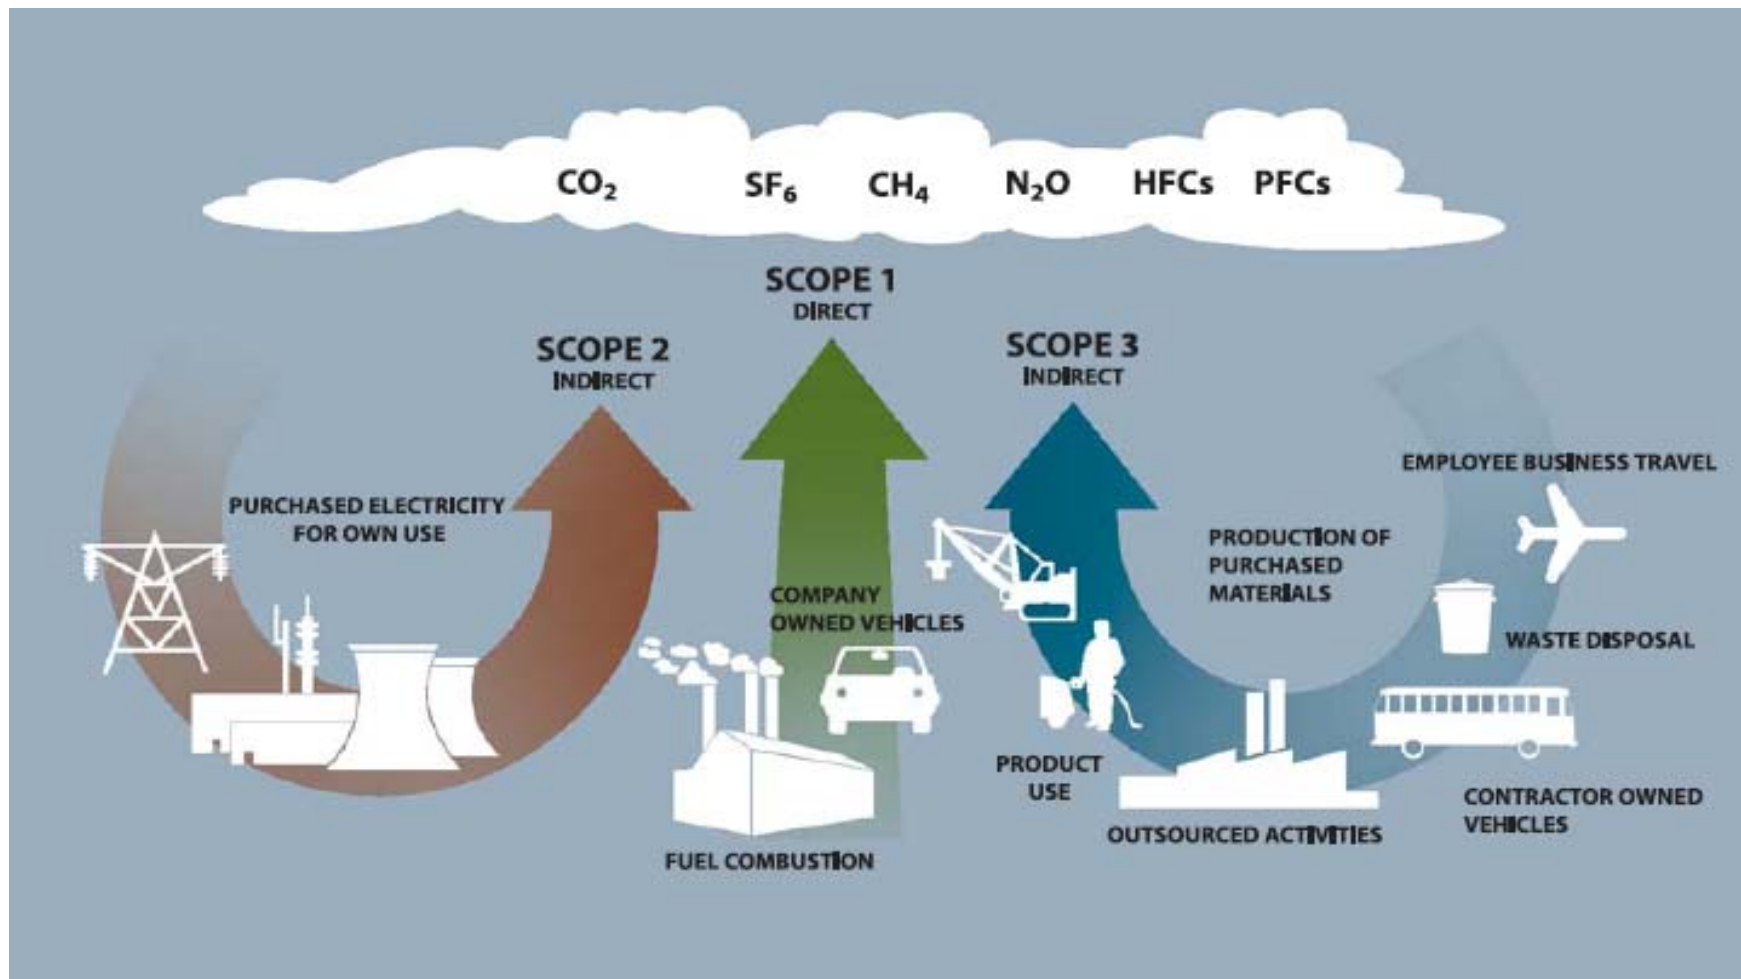 CO₂ SF₆ CH₄ N₂O HFCs PFCs
SCOPE 1
DIRECT
SCOPE 2
INDIRECT
SCOPE 3
INDIRECT
PURCHASED ELECTRICITY
FOR OWN USE
COMPANY
OWNED VEHICLES
FUEL COMBUSTION
EMPLOYEE BUSINESS TRAVEL
PRODUCTION OF
PURCHASED
MATERIALS
WASTE DISPOSAL
PRODUCT
USE
OUTSOURCED ACTIVITIES
CONTRACTOR OWNED
VEHICLES